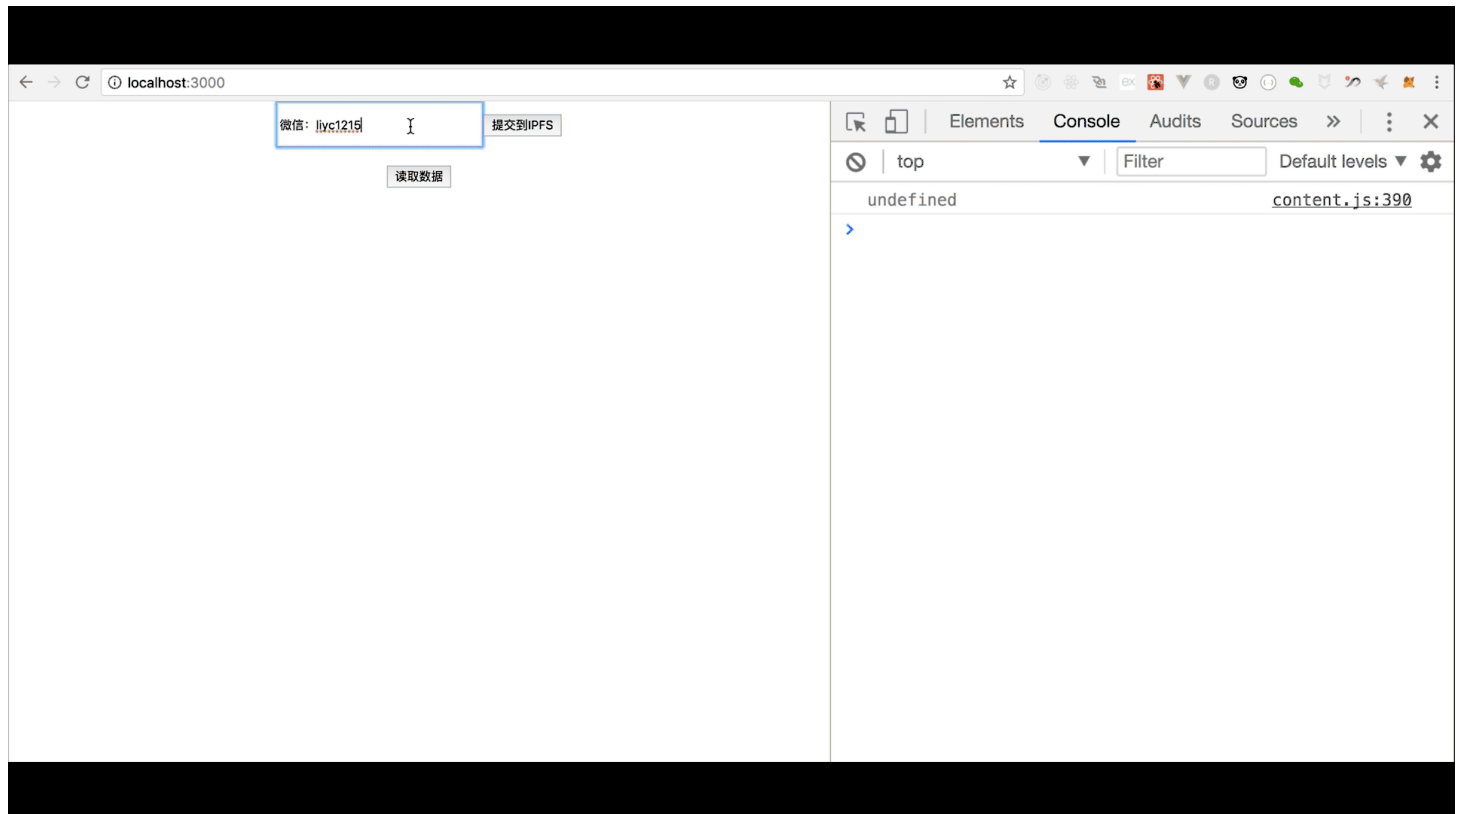 localhost:3000
微信：liyc1215 提交到IPFS
读取数据
Elements Console Audits Sources »
top ▼ Filter Default levels ▼
undefined content.js:390
>